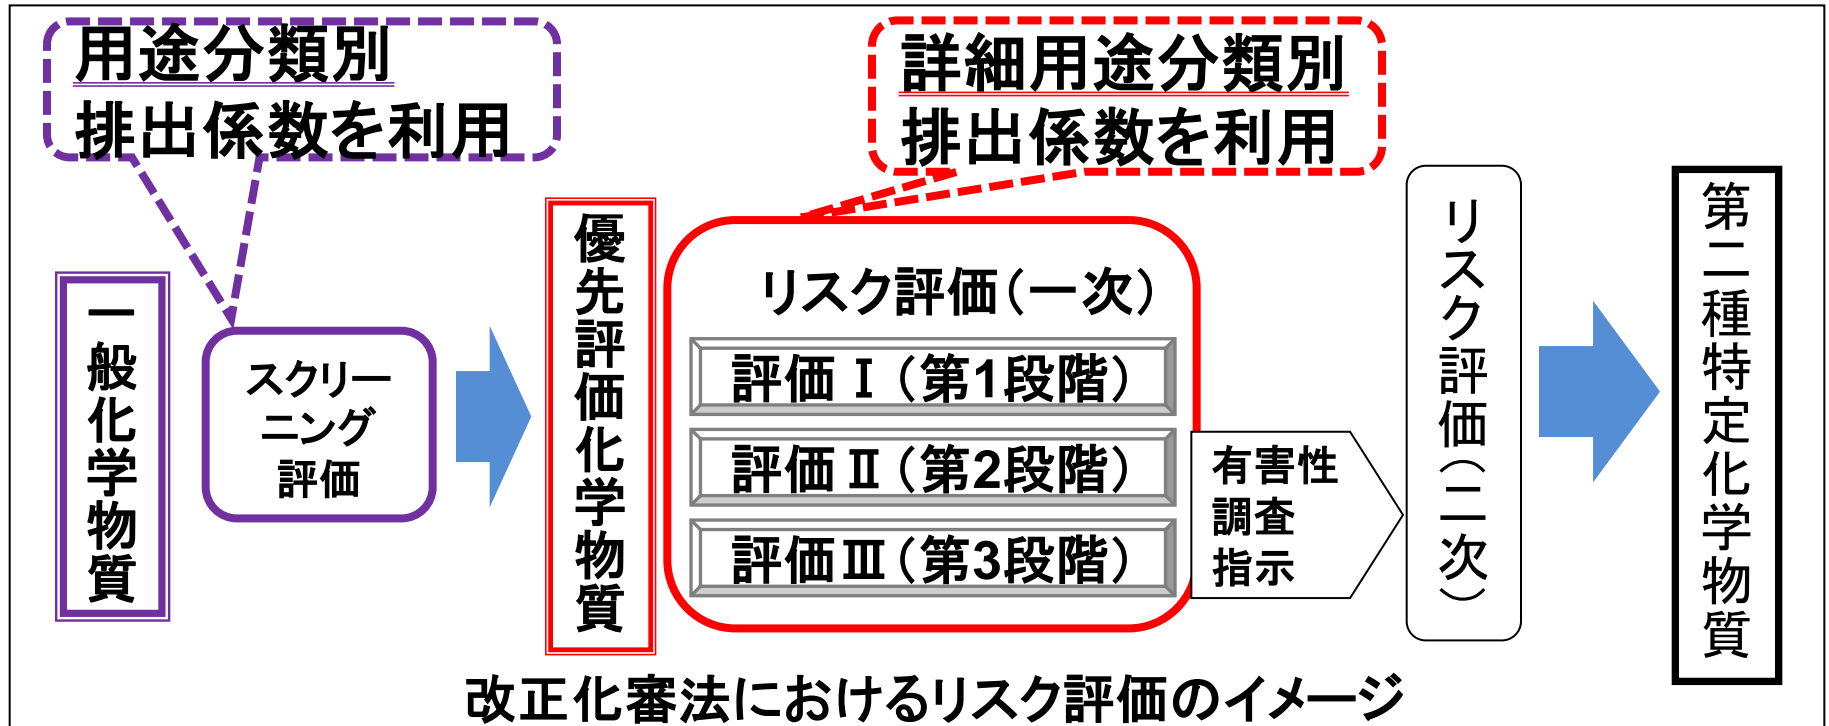 用途分類別
排出係数を利用
詳細用途分類別
排出係数を利用
一般化学物質
スクリー
ニング
評価
優先評価化学物質
リスク評価（一次）
評価Ⅰ（第1段階）
評価Ⅱ（第2段階）
評価Ⅲ（第3段階）
有害性
調査
指示
リスク評価（二次）
第二種特定化学物質
改正化審法におけるリスク評価のイメージ